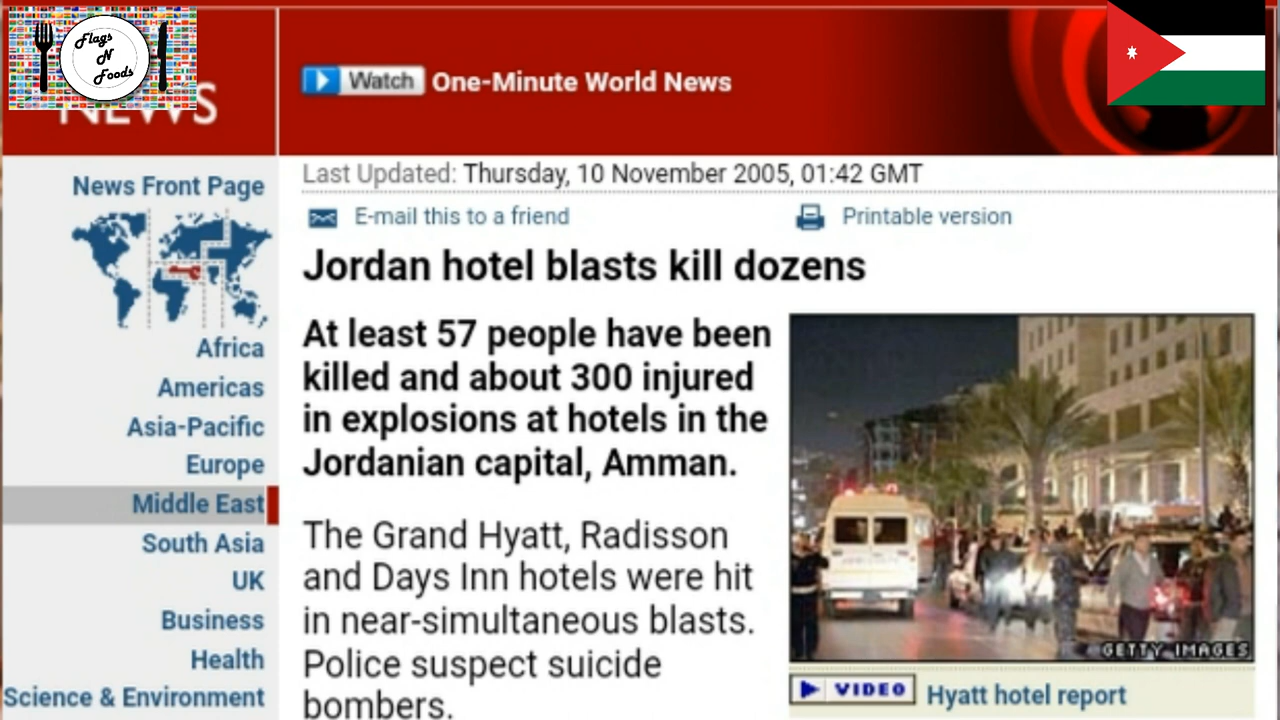 Flags
N
Foods
NEWS
Watch One-Minute World News
Last Updated: Thursday, 10 November 2005, 01:42 GMT
E-mail this to a friend
Printable version
News Front Page
Africa
Americas
Asia-Pacific
Europe
Middle East
South Asia
UK
Business
Health
Science & Environment
Jordan hotel blasts kill dozens
At least 57 people have been
killed and about 300 injured
in explosions at hotels in the
Jordanian capital, Amman.
The Grand Hyatt, Radisson
and Days Inn hotels were hit
in near-simultaneous blasts.
Police suspect suicide
bombers.
GETTY IMAGES
VIDEO Hyatt hotel report